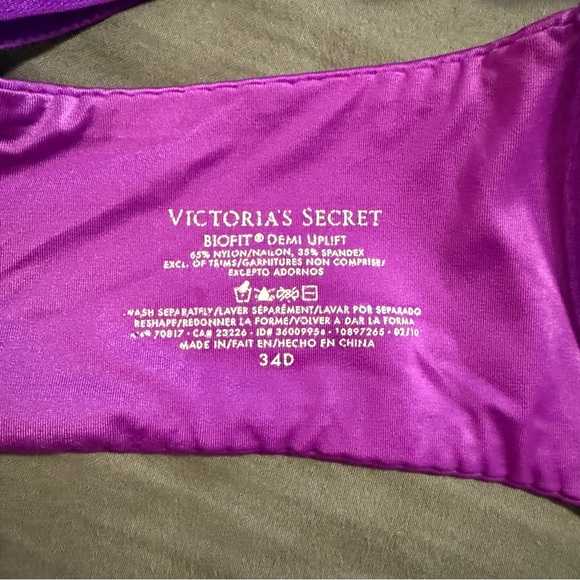 VICTORIA'S SECRET
BIOFIT® DEMI UPLIFT
65% NYLON/NAILON, 35% SPANDEX
EXCL. OF TRIMS/GARNITURES NON COMPRISES
EXCEPTO ADORNOS
WASH SEPARATELY/LAVER SÉPARÉMENT/LAVAR POR SEPARADO
RESHAPE/REDONNER LA FORME/VOLVER A DAR LA FORMA
70817 • CA# 23226 • ID# 36009956 • 10897265 • 02/10
MADE IN/FAIT EN/HECHO EN CHINA
34D